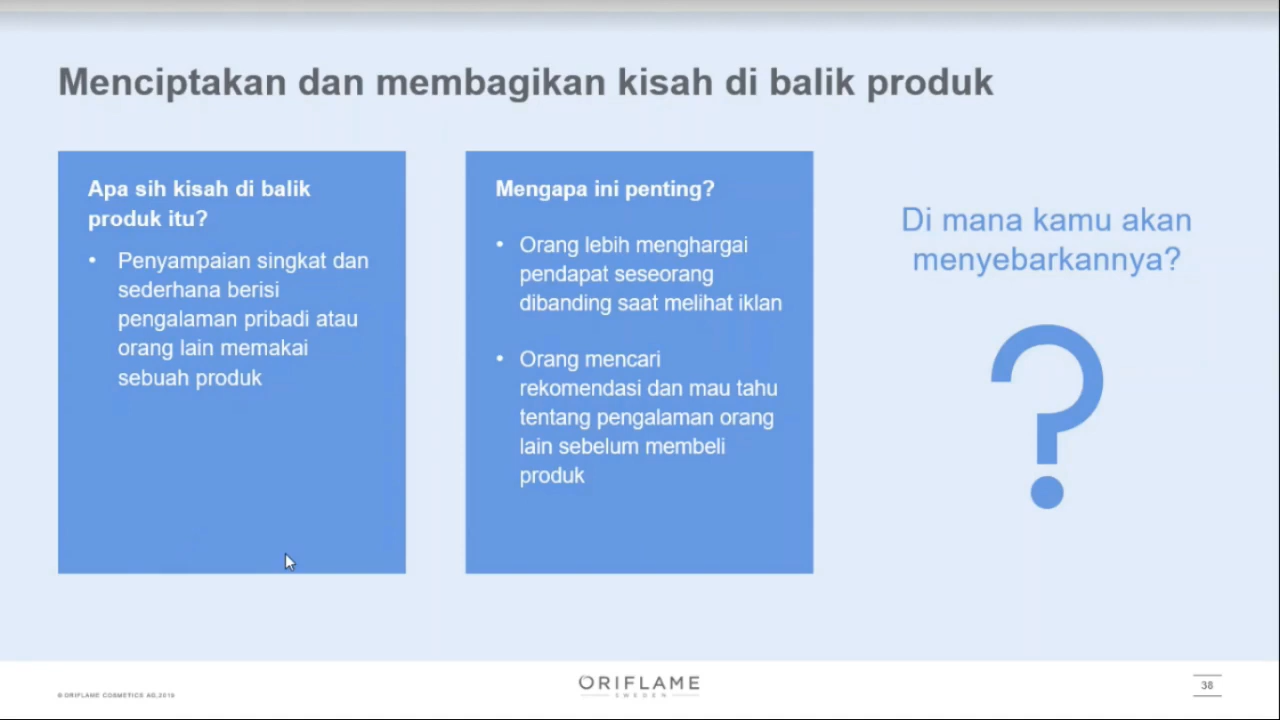 Menciptakan dan membagikan kisah di balik produk
Apa sih kisah di balik
produk itu?
• Penyampaian singkat dan
sederhana berisi
pengalaman pribadi atau
orang lain memakai
sebuah produk
Mengapa ini penting?
• Orang lebih menghargai
pendapat seseorang
dibanding saat melihat iklan
• Orang mencari
rekomendasi dan mau tahu
tentang pengalaman orang
lain sebelum membeli
produk
Di mana kamu akan
menyebarkannya?
?
© ORIFLAME COSMETICS AG,2019
ORIFLAME
SWEDEN
38